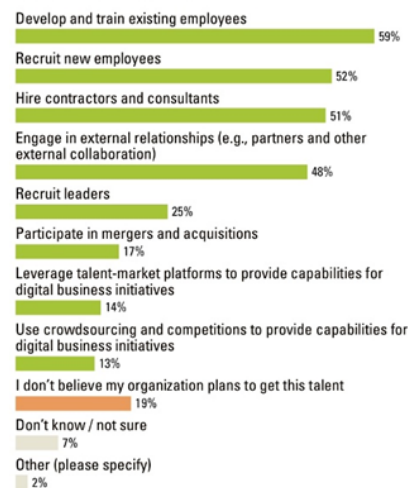 Develop and train existing employees
59%
Recruit new employees
52%
Hire contractors and consultants
51%
Engage in external relationships (e.g., partners and other
external collaboration)
48%
Recruit leaders
25%
Participate in mergers and acquisitions
17%
Leverage talent-market platforms to provide capabilities for
digital business initiatives
14%
Use crowdsourcing and competitions to provide capabilities for
digital business initiatives
13%
I don’t believe my organization plans to get this talent
19%
Don’t know / not sure
7%
Other (please specify)
2%